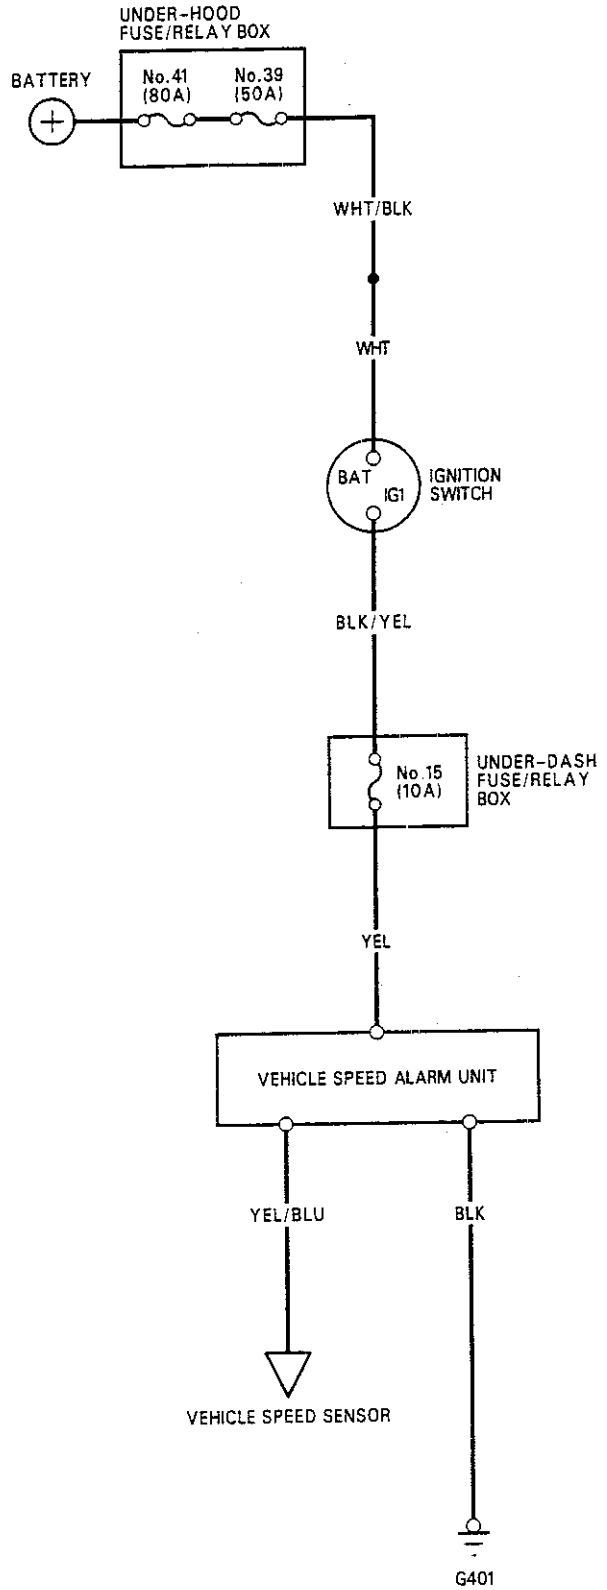 UNDER-HOOD
FUSE/RELAY BOX
BATTERY
No.41
(80A)
No.39
(50A)
+
WHT/BLK
WHT
BAT
IG1
IGNITION
SWITCH
BLK/YEL
No.15
(10A)
UNDER-DASH
FUSE/RELAY
BOX
YEL
VEHICLE SPEED ALARM UNIT
YEL/BLU
BLK
VEHICLE SPEED SENSOR
G401